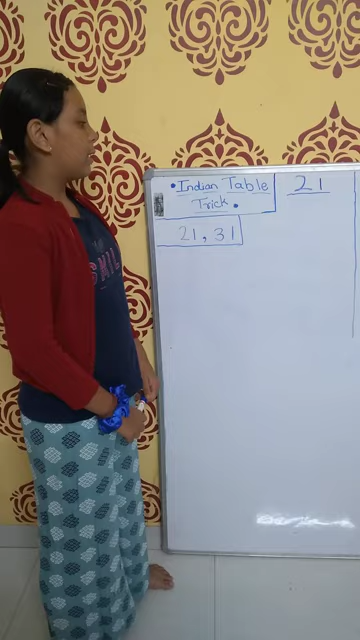 • Indian Table
Trick.
21, 31
21